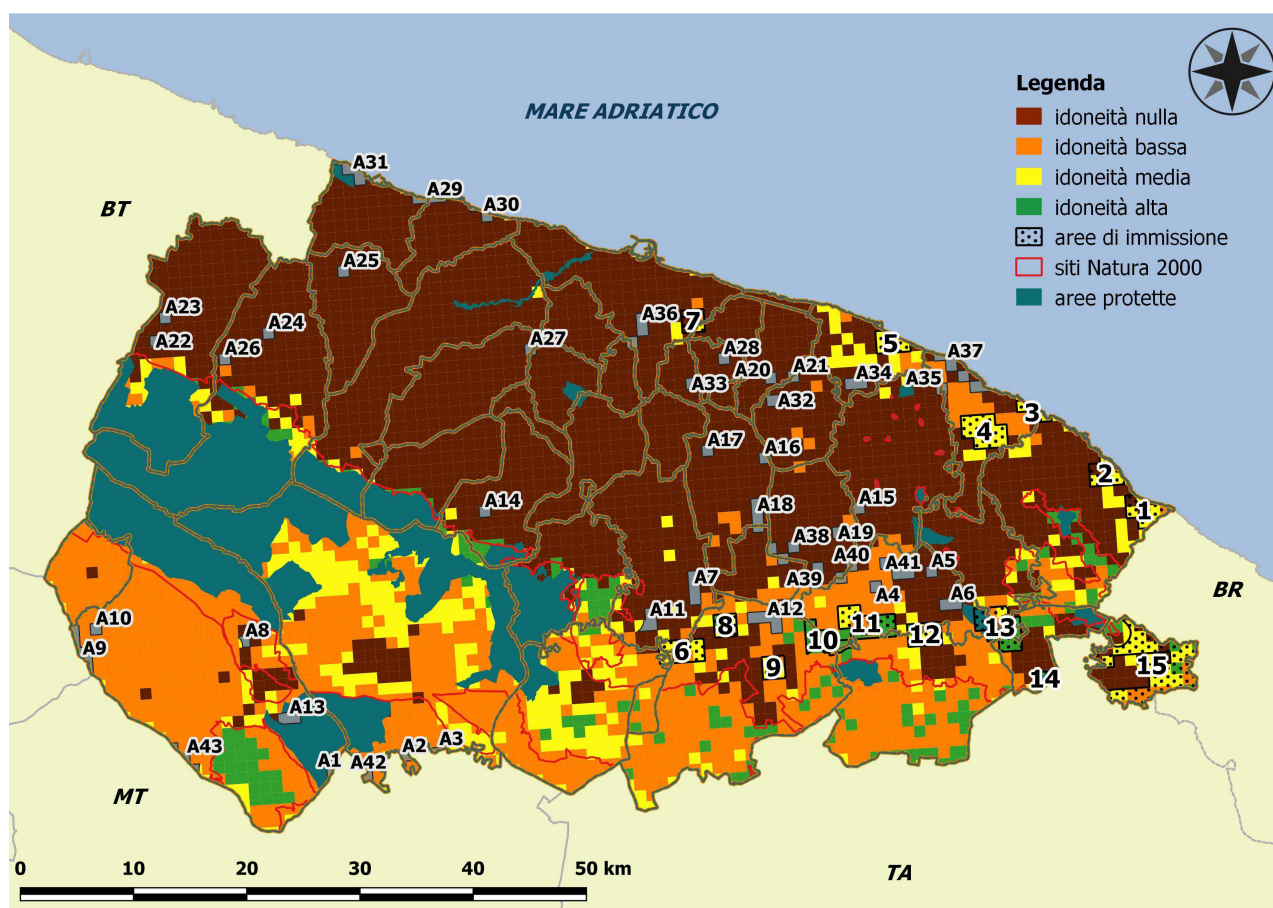 Legenda
idoneità nulla
idoneità bassa
idoneità media
idoneità alta
aree di immissione
siti Natura 2000
aree protette
MARE ADRIATICO
BT
A31
A29
A30
A25
A23
A24
A36
7
A22
A26
A27
A28
5
A37
A20
A21
A34
A35
A33
A32
3
4
A17
A16
2
A14
A18
A15
1
A38
A19
A40
A41
A5
A7
A39
A4
A6
BR
A11
A12
A10
A8
8
11
12
13
A9
6
10
9
14
15
A13
A43
A1
A42
A2
A3
MT
TA
0
10
20
30
40
50 km